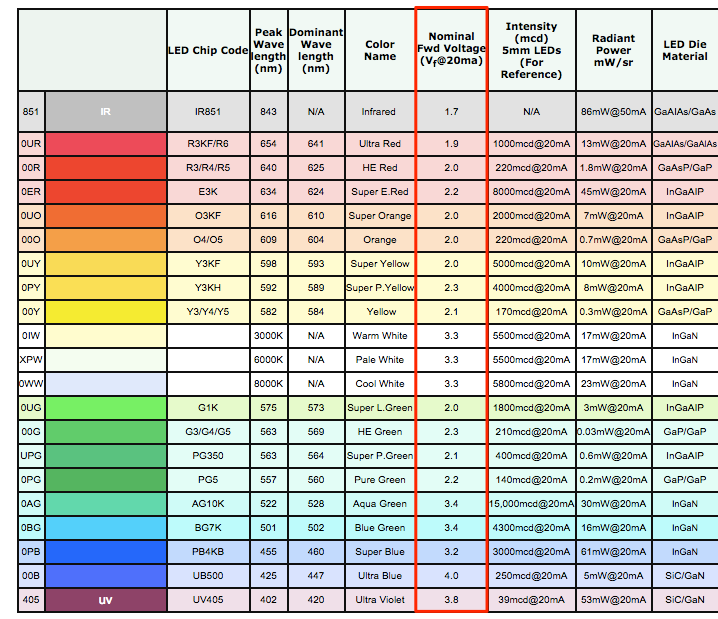 LED Chip Code | Peak Wave length (nm) | Dominant Wave length (nm) | Color Name | Nominal Fwd Voltage (Vf@20ma) | Intensity (mcd) 5mm LEDs (For Reference) | Radiant Power mW/sr | LED Die Material
851 | IR | IR851 | 843 | N/A | Infrared | 1.7 | N/A | 86mW@50mA | GaAlAs/GaAs
0UR | R3KF/R6 | 654 | 641 | Ultra Red | 1.9 | 1000mcd@20mA | 13mW@20mA | GaAlAs/GaAlAs
00R | R3/R4/R5 | 640 | 625 | HE Red | 2.0 | 220mcd@20mA | 1.8mW@20mA | GaAsP/GaP
0ER | E3K | 634 | 624 | Super E.Red | 2.2 | 8000mcd@20mA | 45mW@20mA | InGaAIP
0UO | O3KF | 616 | 610 | Super Orange | 2.0 | 2000mcd@20mA | 7mW@20mA | InGaAIP
00O | O4/O5 | 609 | 604 | Orange | 2.0 | 220mcd@20mA | 0.7mW@20mA | GaAsP/GaP
0UY | Y3KF | 598 | 593 | Super Yellow | 2.0 | 5000mcd@20mA | 10mW@20mA | InGaAIP
0PY | Y3KH | 592 | 589 | Super P.Yellow | 2.3 | 4000mcd@20mA | 8mW@20mA | InGaAIP
00Y | Y3/Y4/Y5 | 582 | 584 | Yellow | 2.1 | 170mcd@20mA | 0.3mW@20mA | GaAsP/GaP
0IW | 3000K | N/A | Warm White | 3.3 | 5500mcd@20mA | 17mW@20mA | InGaN
XPW | 6000K | N/A | Pale White | 3.3 | 5500mcd@20mA | 17mW@20mA | InGaN
0WW | 8000K | N/A | Cool White | 3.3 | 5800mcd@20mA | 23mW@20mA | InGaN
0UG | G1K | 575 | 573 | Super L.Green | 2.0 | 1800mcd@20mA | 3mW@20mA | InGaAIP
00G | G3/G4/G5 | 563 | 569 | HE Green | 2.3 | 210mcd@20mA | 0.03mW@20mA | GaP/GaP
UPG | PG350 | 563 | 564 | Super P.Green | 2.1 | 400mcd@20mA | 0.6mW@20mA | InGaAIP
0PG | PG5 | 557 | 560 | Pure Green | 2.2 | 140mcd@20mA | 0.2mW@20mA | GaP/GaP
0AG | AG10K | 522 | 528 | Aqua Green | 3.4 | 15,000mcd@20mA | 30mW@20mA | InGaN
0BG | BG7K | 501 | 502 | Blue Green | 3.4 | 4300mcd@20mA | 16mW@20mA | InGaN
0PB | PB4KB | 455 | 460 | Super Blue | 3.2 | 3000mcd@20mA | 61mW@20mA | InGaN
00B | UB500 | 425 | 447 | Ultra Blue | 4.0 | 250mcd@20mA | 5mW@20mA | SiC/GaN
405 | UV | UV405 | 402 | 420 | Ultra Violet | 3.8 | 39mcd@20mA | 53mW@20mA | SiC/GaN